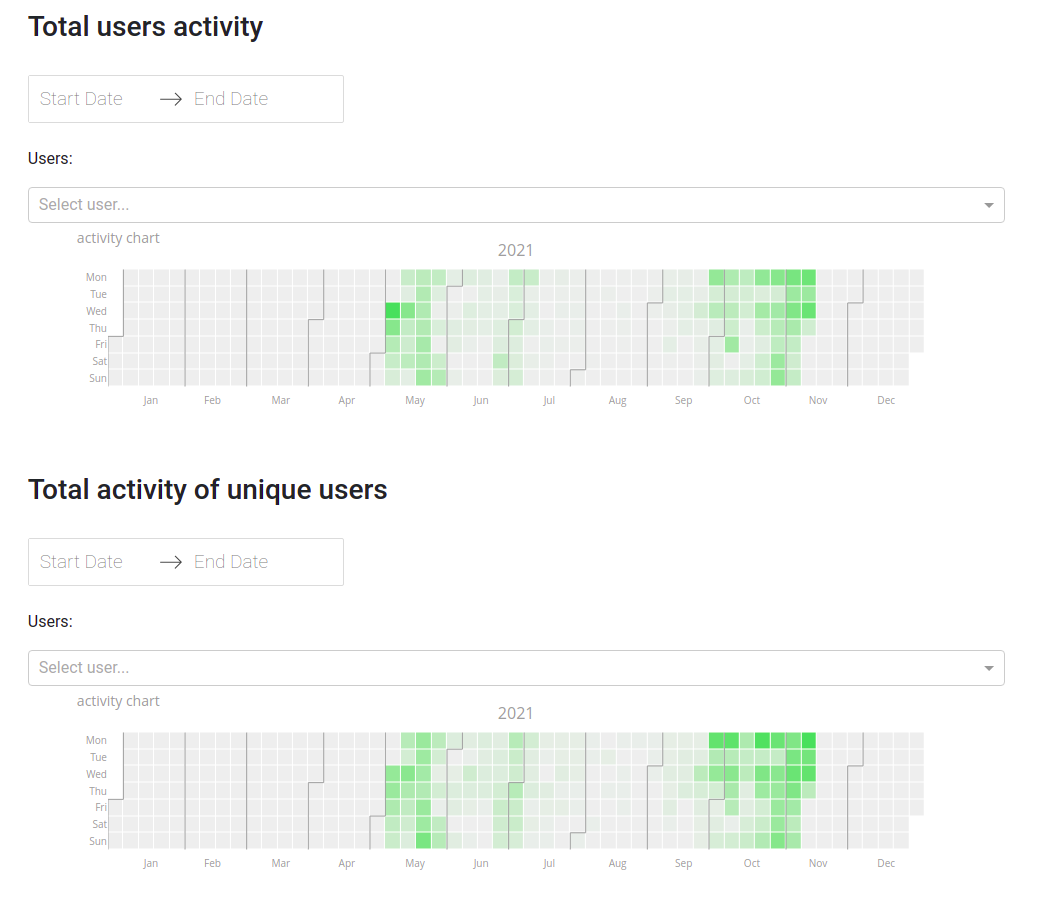 Total users activity
Start Date → End Date
Users:
Select user...
activity chart
2021
Mon
Tue
Wed
Thu
Fri
Sat
Sun
Jan Feb Mar Apr May Jun Jul Aug Sep Oct Nov Dec
Total activity of unique users
Start Date → End Date
Users:
Select user...
activity chart
2021
Mon
Tue
Wed
Thu
Fri
Sat
Sun
Jan Feb Mar Apr May Jun Jul Aug Sep Oct Nov Dec